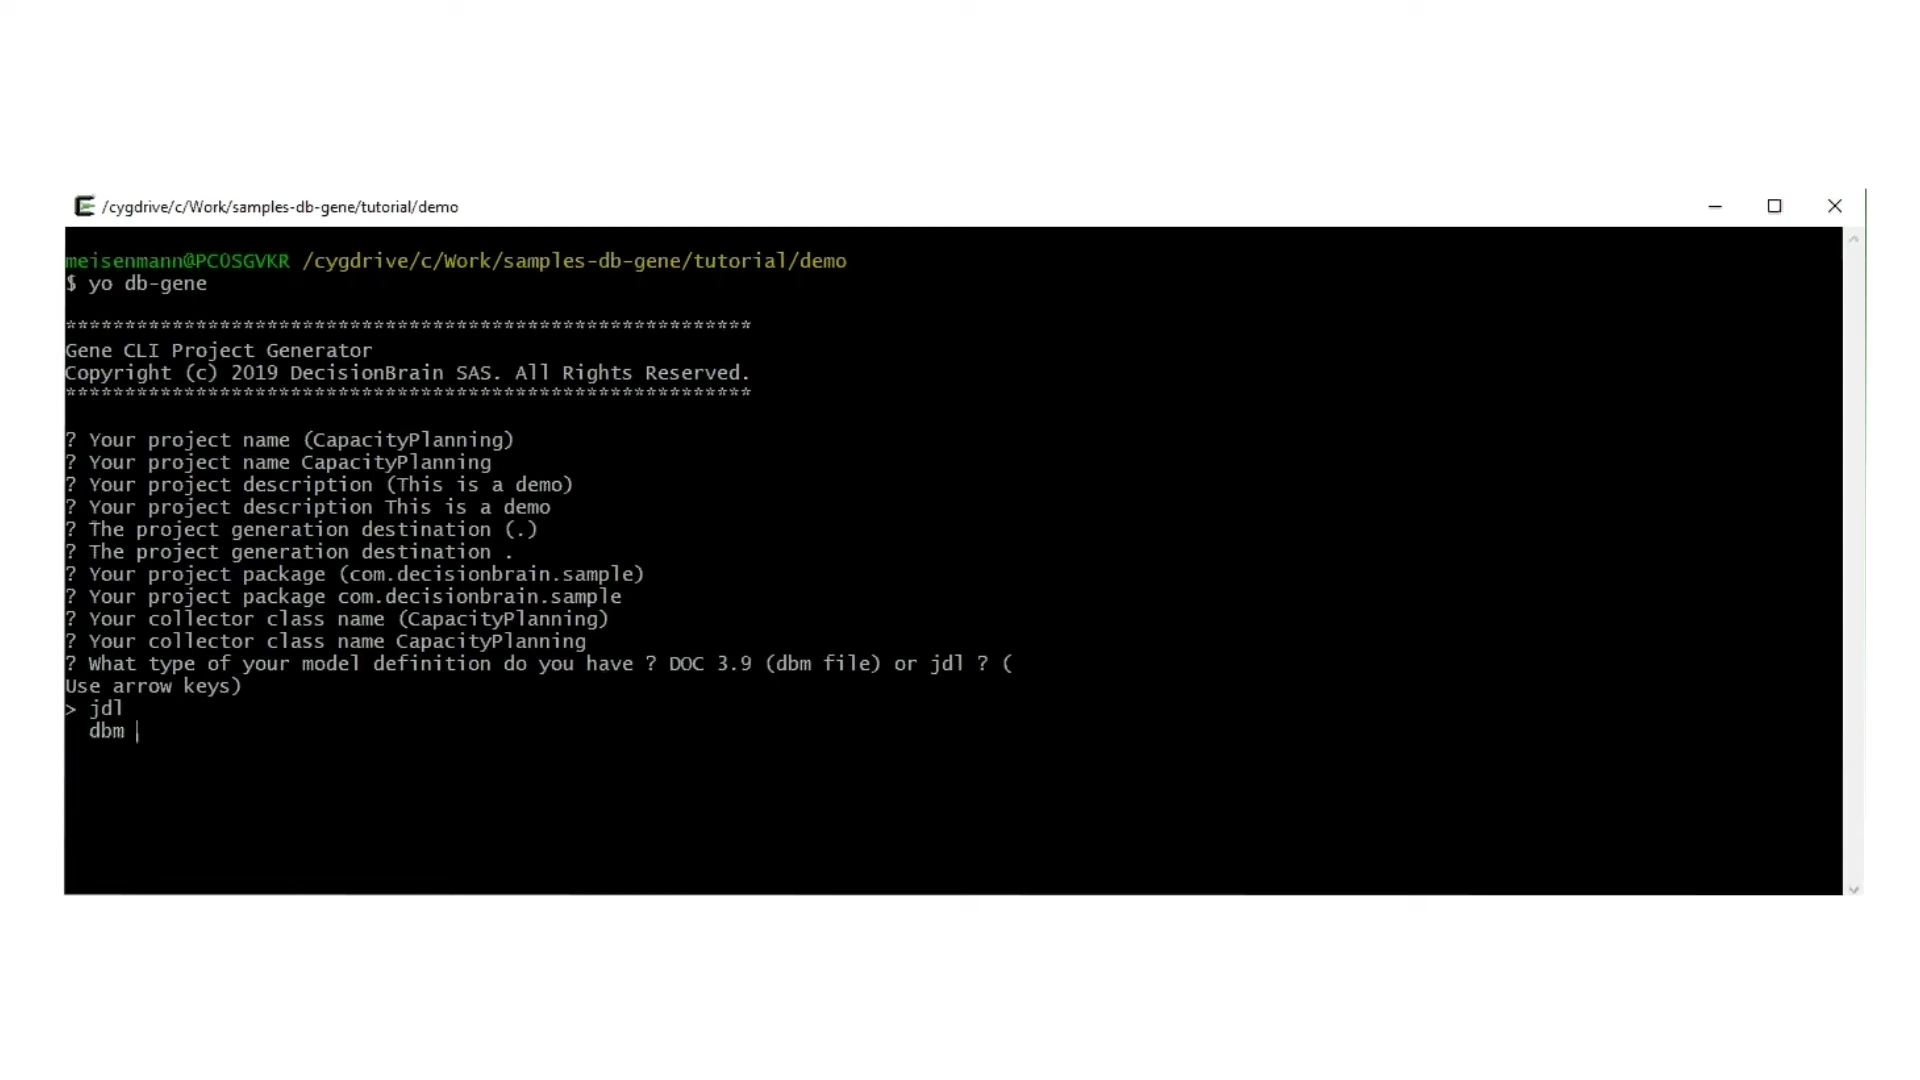 /cygdrive/c/Work/samples-db-gene/tutorial/demo
meisenmann@PC0SGVKR /cygdrive/c/Work/samples-db-gene/tutorial/demo
$ yo db-gene
**********************************************************
Gene CLI Project Generator
Copyright (c) 2019 DecisionBrain SAS. All Rights Reserved.
**********************************************************
? Your project name (CapacityPlanning)
? Your project name CapacityPlanning
? Your project description (This is a demo)
? Your project description This is a demo
? The project generation destination (.)
? The project generation destination .
? Your project package (com.decisionbrain.sample)
? Your project package com.decisionbrain.sample
? Your collector class name (CapacityPlanning)
? Your collector class name CapacityPlanning
? What type of your model definition do you have ? DOC 3.9 (dbm file) or jdl ? (
Use arrow keys)
> jdl
dbm